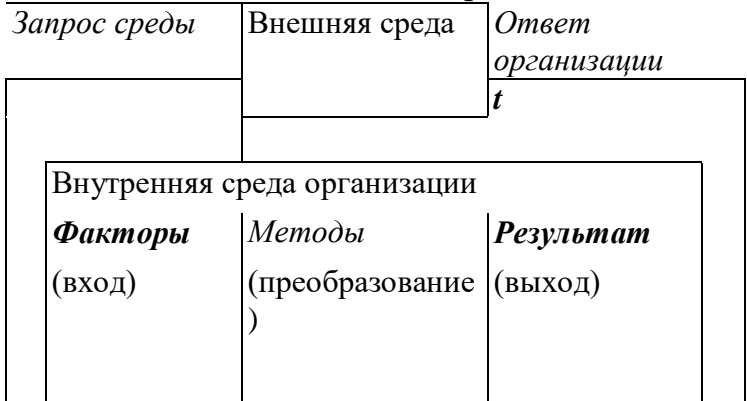 Запрос среды
Внешняя среда
Ответ
организации
t
Внутренняя среда организации
Факторы
Методы
Результат
(вход)
(преобразование
)
(выход)